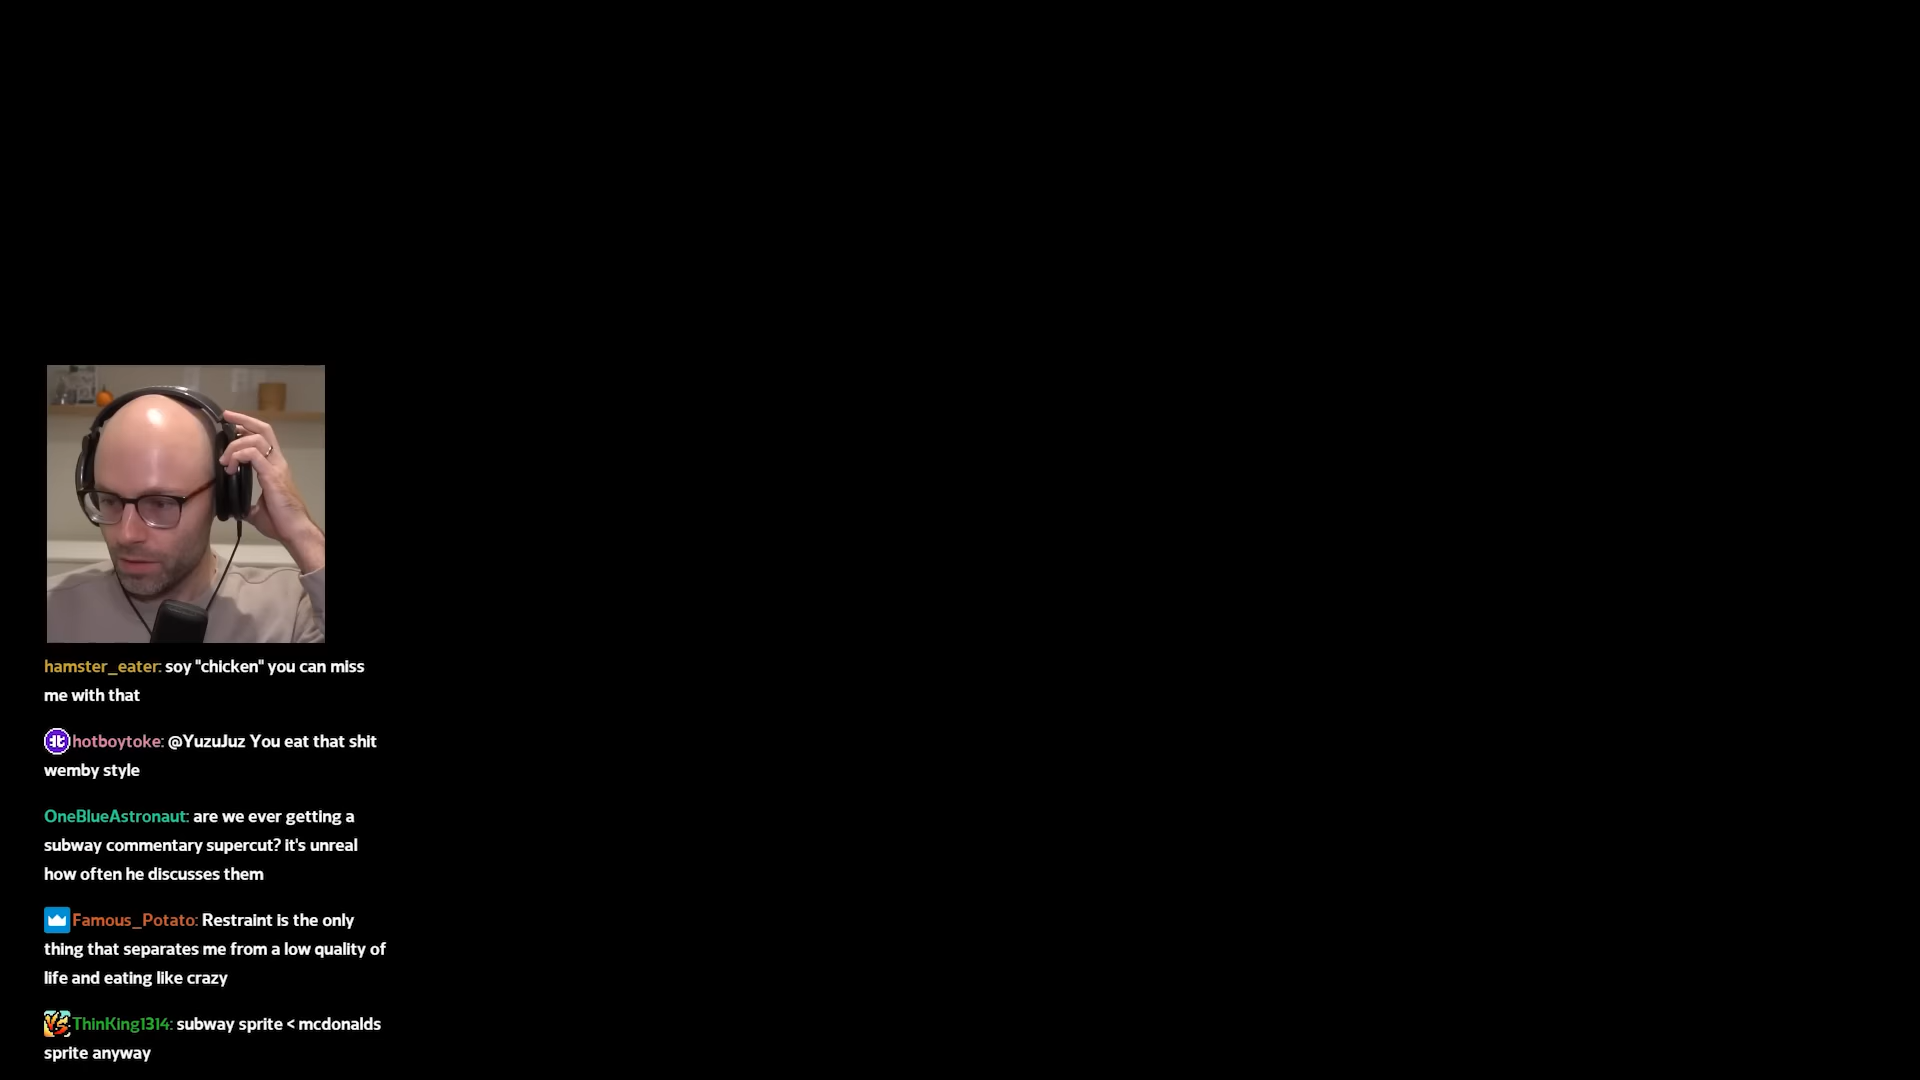 hamster_eater: soy "chicken" you can miss
me with that
hotboytoke: @YuzuJuz You eat that shit
wemby style
OneBlueAstronaut: are we ever getting a
subway commentary supercut? it's unreal
how often he discusses them
Famous_Potato: Restraint is the only
thing that separates me from a low quality of
life and eating like crazy
ThinKing1314: subway sprite < mcdonalds
sprite anyway